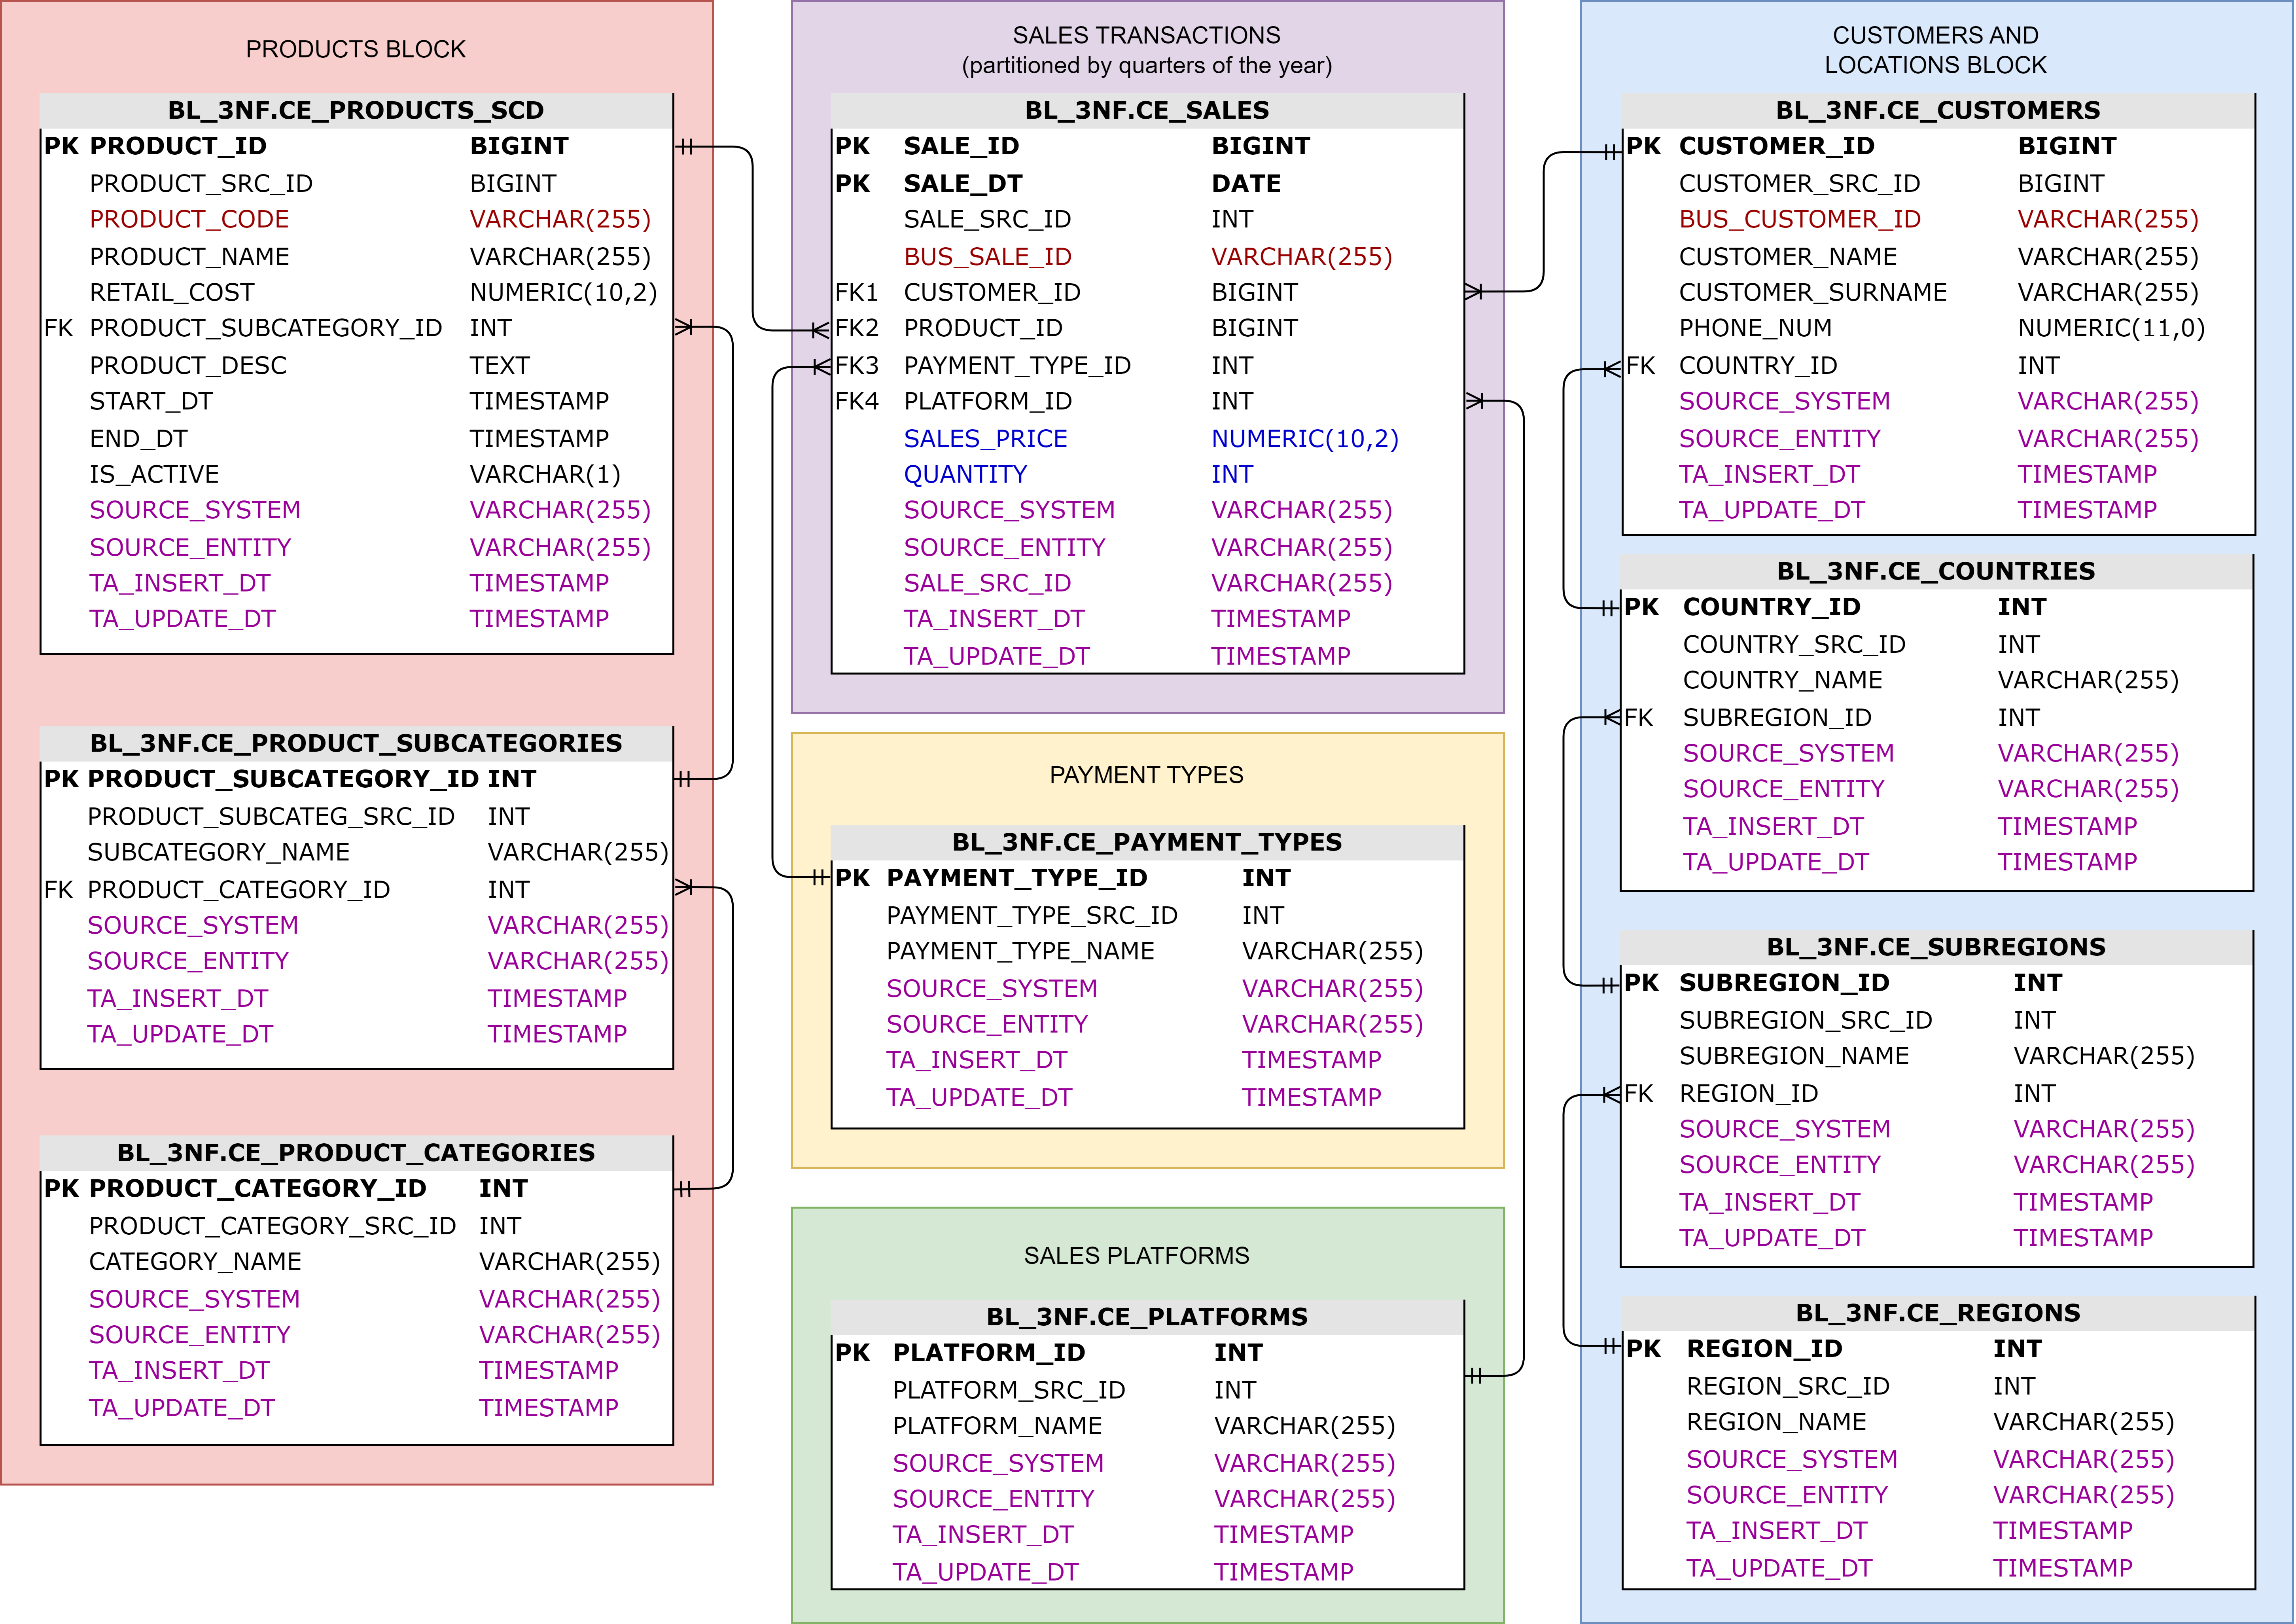 PRODUCTS BLOCK
BL_3NF.CE_PRODUCTS_SCD
PK PRODUCT_ID BIGINT
PRODUCT_SRC_ID BIGINT
PRODUCT_CODE VARCHAR(255)
PRODUCT_NAME VARCHAR(255)
RETAIL_COST NUMERIC(10,2)
FK PRODUCT_SUBCATEGORY_ID INT
PRODUCT_DESC TEXT
START_DT TIMESTAMP
END_DT TIMESTAMP
IS_ACTIVE VARCHAR(1)
SOURCE_SYSTEM VARCHAR(255)
SOURCE_ENTITY VARCHAR(255)
TA_INSERT_DT TIMESTAMP
TA_UPDATE_DT TIMESTAMP
BL_3NF.CE_PRODUCT_SUBCATEGORIES
PK PRODUCT_SUBCATEGORY_ID INT
PRODUCT_SUBCATEG_SRC_ID INT
SUBCATEGORY_NAME VARCHAR(255)
FK PRODUCT_CATEGORY_ID INT
SOURCE_SYSTEM VARCHAR(255)
SOURCE_ENTITY VARCHAR(255)
TA_INSERT_DT TIMESTAMP
TA_UPDATE_DT TIMESTAMP
BL_3NF.CE_PRODUCT_CATEGORIES
PK PRODUCT_CATEGORY_ID INT
PRODUCT_CATEGORY_SRC_ID INT
CATEGORY_NAME VARCHAR(255)
SOURCE_SYSTEM VARCHAR(255)
SOURCE_ENTITY VARCHAR(255)
TA_INSERT_DT TIMESTAMP
TA_UPDATE_DT TIMESTAMP
SALES TRANSACTIONS
(partitioned by quarters of the year)
BL_3NF.CE_SALES
PK SALE_ID BIGINT
PK SALE_DT DATE
SALE_SRC_ID INT
BUS_SALE_ID VARCHAR(255)
FK1 CUSTOMER_ID BIGINT
FK2 PRODUCT_ID BIGINT
FK3 PAYMENT_TYPE_ID INT
FK4 PLATFORM_ID INT
SALES_PRICE NUMERIC(10,2)
QUANTITY INT
SOURCE_SYSTEM VARCHAR(255)
SOURCE_ENTITY VARCHAR(255)
SALE_SRC_ID VARCHAR(255)
TA_INSERT_DT TIMESTAMP
TA_UPDATE_DT TIMESTAMP
PAYMENT TYPES
BL_3NF.CE_PAYMENT_TYPES
PK PAYMENT_TYPE_ID INT
PAYMENT_TYPE_SRC_ID INT
PAYMENT_TYPE_NAME VARCHAR(255)
SOURCE_SYSTEM VARCHAR(255)
SOURCE_ENTITY VARCHAR(255)
TA_INSERT_DT TIMESTAMP
TA_UPDATE_DT TIMESTAMP
SALES PLATFORMS
BL_3NF.CE_PLATFORMS
PK PLATFORM_ID INT
PLATFORM_SRC_ID INT
PLATFORM_NAME VARCHAR(255)
SOURCE_SYSTEM VARCHAR(255)
SOURCE_ENTITY VARCHAR(255)
TA_INSERT_DT TIMESTAMP
TA_UPDATE_DT TIMESTAMP
CUSTOMERS AND
LOCATIONS BLOCK
BL_3NF.CE_CUSTOMERS
PK CUSTOMER_ID BIGINT
CUSTOMER_SRC_ID BIGINT
BUS_CUSTOMER_ID VARCHAR(255)
CUSTOMER_NAME VARCHAR(255)
CUSTOMER_SURNAME VARCHAR(255)
PHONE_NUM NUMERIC(11,0)
FK COUNTRY_ID INT
SOURCE_SYSTEM VARCHAR(255)
SOURCE_ENTITY VARCHAR(255)
TA_INSERT_DT TIMESTAMP
TA_UPDATE_DT TIMESTAMP
BL_3NF.CE_COUNTRIES
PK COUNTRY_ID INT
COUNTRY_SRC_ID INT
COUNTRY_NAME VARCHAR(255)
FK SUBREGION_ID INT
SOURCE_SYSTEM VARCHAR(255)
SOURCE_ENTITY VARCHAR(255)
TA_INSERT_DT TIMESTAMP
TA_UPDATE_DT TIMESTAMP
BL_3NF.CE_SUBREGIONS
PK SUBREGION_ID INT
SUBREGION_SRC_ID INT
SUBREGION_NAME VARCHAR(255)
FK REGION_ID INT
SOURCE_SYSTEM VARCHAR(255)
SOURCE_ENTITY VARCHAR(255)
TA_INSERT_DT TIMESTAMP
TA_UPDATE_DT TIMESTAMP
BL_3NF.CE_REGIONS
PK REGION_ID INT
REGION_SRC_ID INT
REGION_NAME VARCHAR(255)
SOURCE_SYSTEM VARCHAR(255)
SOURCE_ENTITY VARCHAR(255)
TA_INSERT_DT TIMESTAMP
TA_UPDATE_DT TIMESTAMP